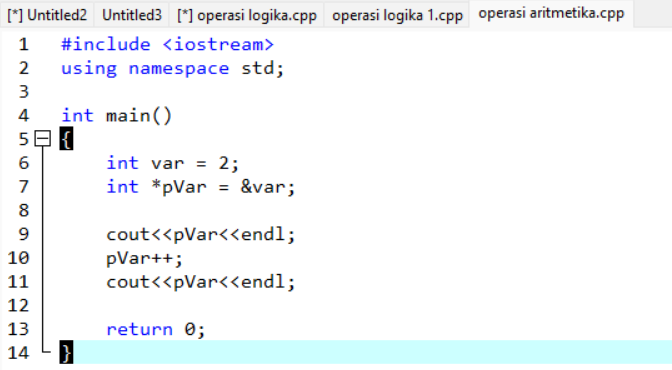 [*] Untitled2 Untitled3 [*] operasi logika.cpp operasi logika 1.cpp operasi aritmetika.cpp
1 #include <iostream>
2 using namespace std;
3
4 int main()
5 {
6 int var = 2;
7 int *pVar = &var;
8
9 cout<<pVar<<endl;
10 pVar++;
11 cout<<pVar<<endl;
12
13 return 0;
14 }